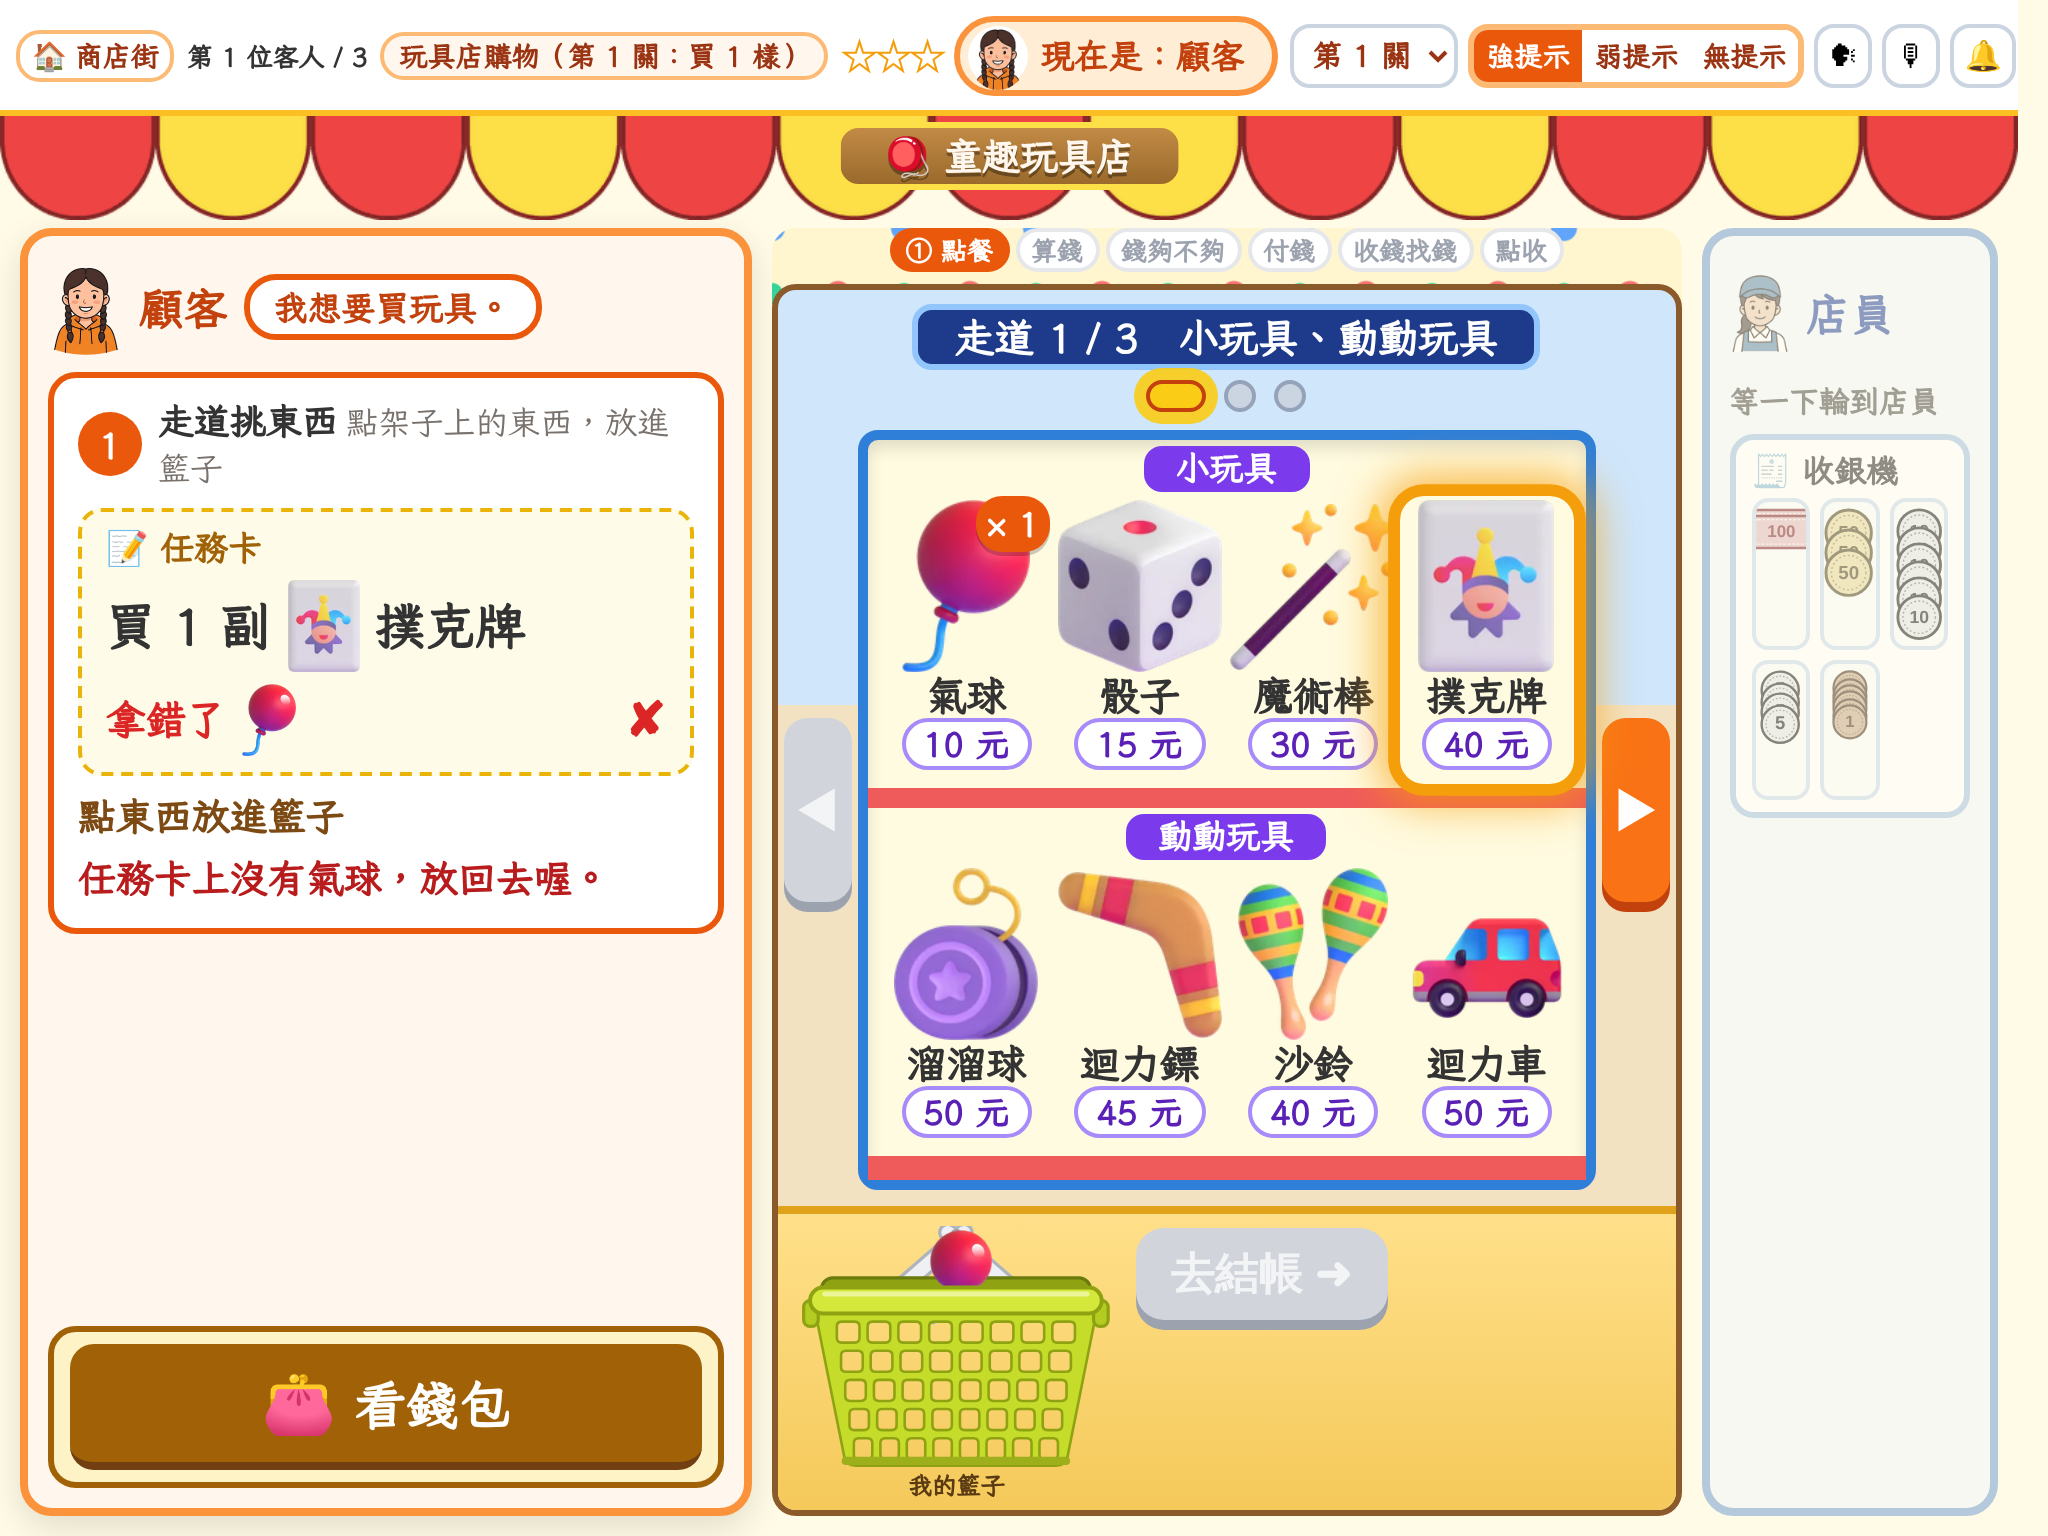 商店街 第 1 位客人 / 3 玩具店購物（第 1 關：買 1 樣） 現在是：顧客 第 1 關 強提示 弱提示 無提示
童趣玩具店
顧客 我想要買玩具。
1 走道挑東西 點架子上的東西，放進籃子
任務卡
買 1 副 撲克牌
拿錯了 ✘
點東西放進籃子
任務卡上沒有氣球，放回去喔。
看錢包
① 點餐 算錢 錢夠不夠 付錢 收錢找錢 點收
走道 1 / 3 小玩具、動動玩具
小玩具
× 1
氣球 骰子 魔術棒 撲克牌
10 元 15 元 30 元 40 元
動動玩具
溜溜球 迴力鏢 沙鈴 迴力車
50 元 45 元 40 元 50 元
去結帳 ➜
我的籃子
店員
等一下輪到店員
收銀機
100 50 10
5 1